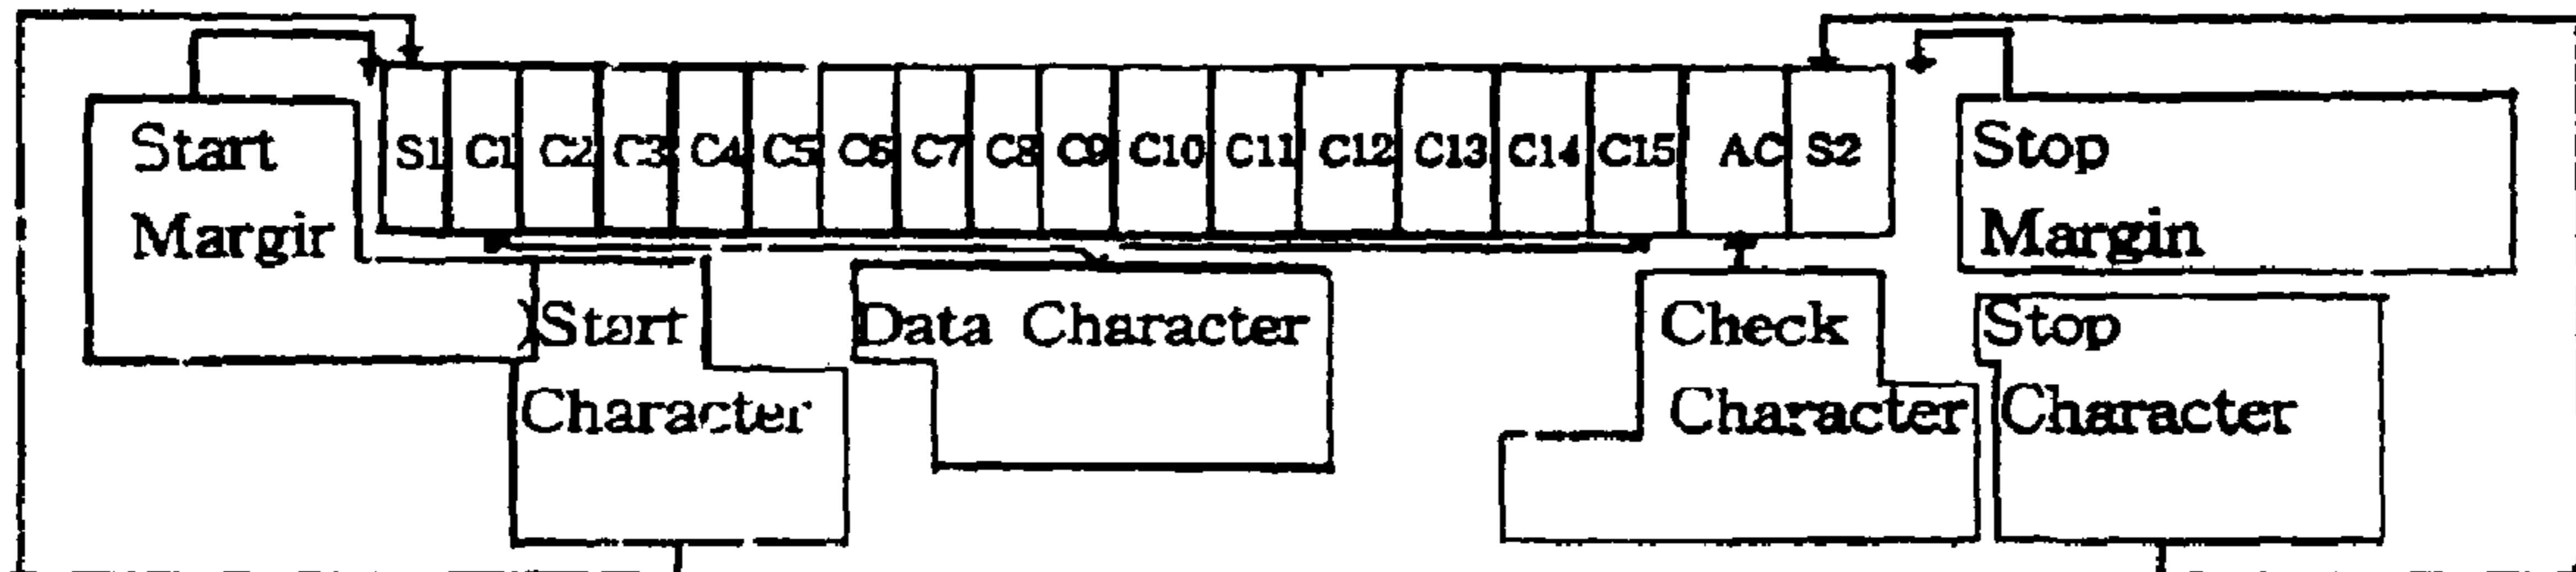 S1 C1 C2 C3 C4 C5 C6 C7 C8 C9 C10 C11 C12 C13 C14 C15 AC S2
Start
Margir
Stop
Margin
Start
Character
Data Character
Check
Character
Stop
Character